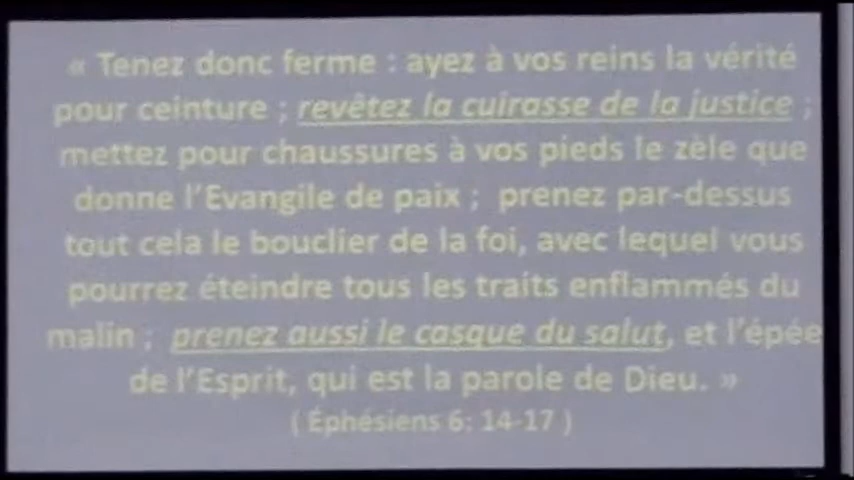 « Tenez donc ferme : ayez à vos reins la vérité
pour ceinture ; revêtez la cuirasse de la justice ;
mettez pour chaussures à vos pieds le zèle que
donne l'Evangile de paix ; prenez par-dessus
tout cela le bouclier de la foi, avec lequel vous
pourrez éteindre tous les traits enflammés du
malin ; prenez aussi le casque du salut, et l'épée
de l'Esprit, qui est la parole de Dieu. »
( Éphésiens 6: 14-17 )